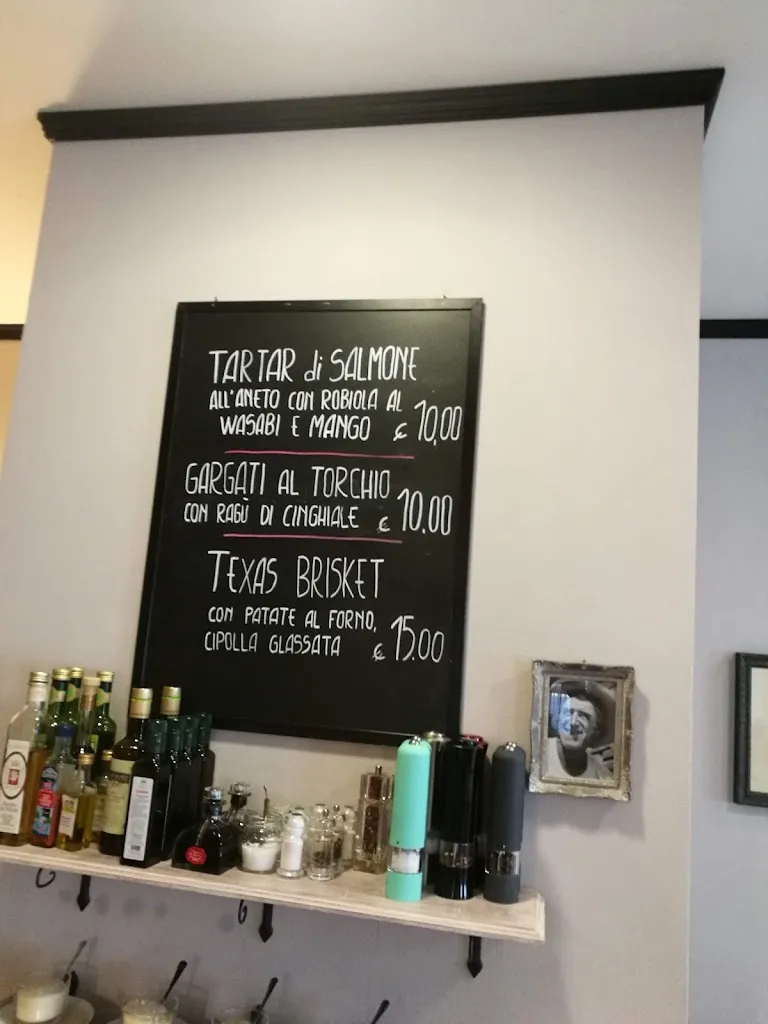 TARTAR di SALMONE
ALL'ANETO CON ROBIOLA AL
WASABI E MANGO € 10,00
GARGATI AL TORCHIO
CON RAGÙ DI CINGHIALE € 10.00
TEXAS BRISKET
CON PATATE AL FORNO,
CIPOLLA GLASSATA € 15.00